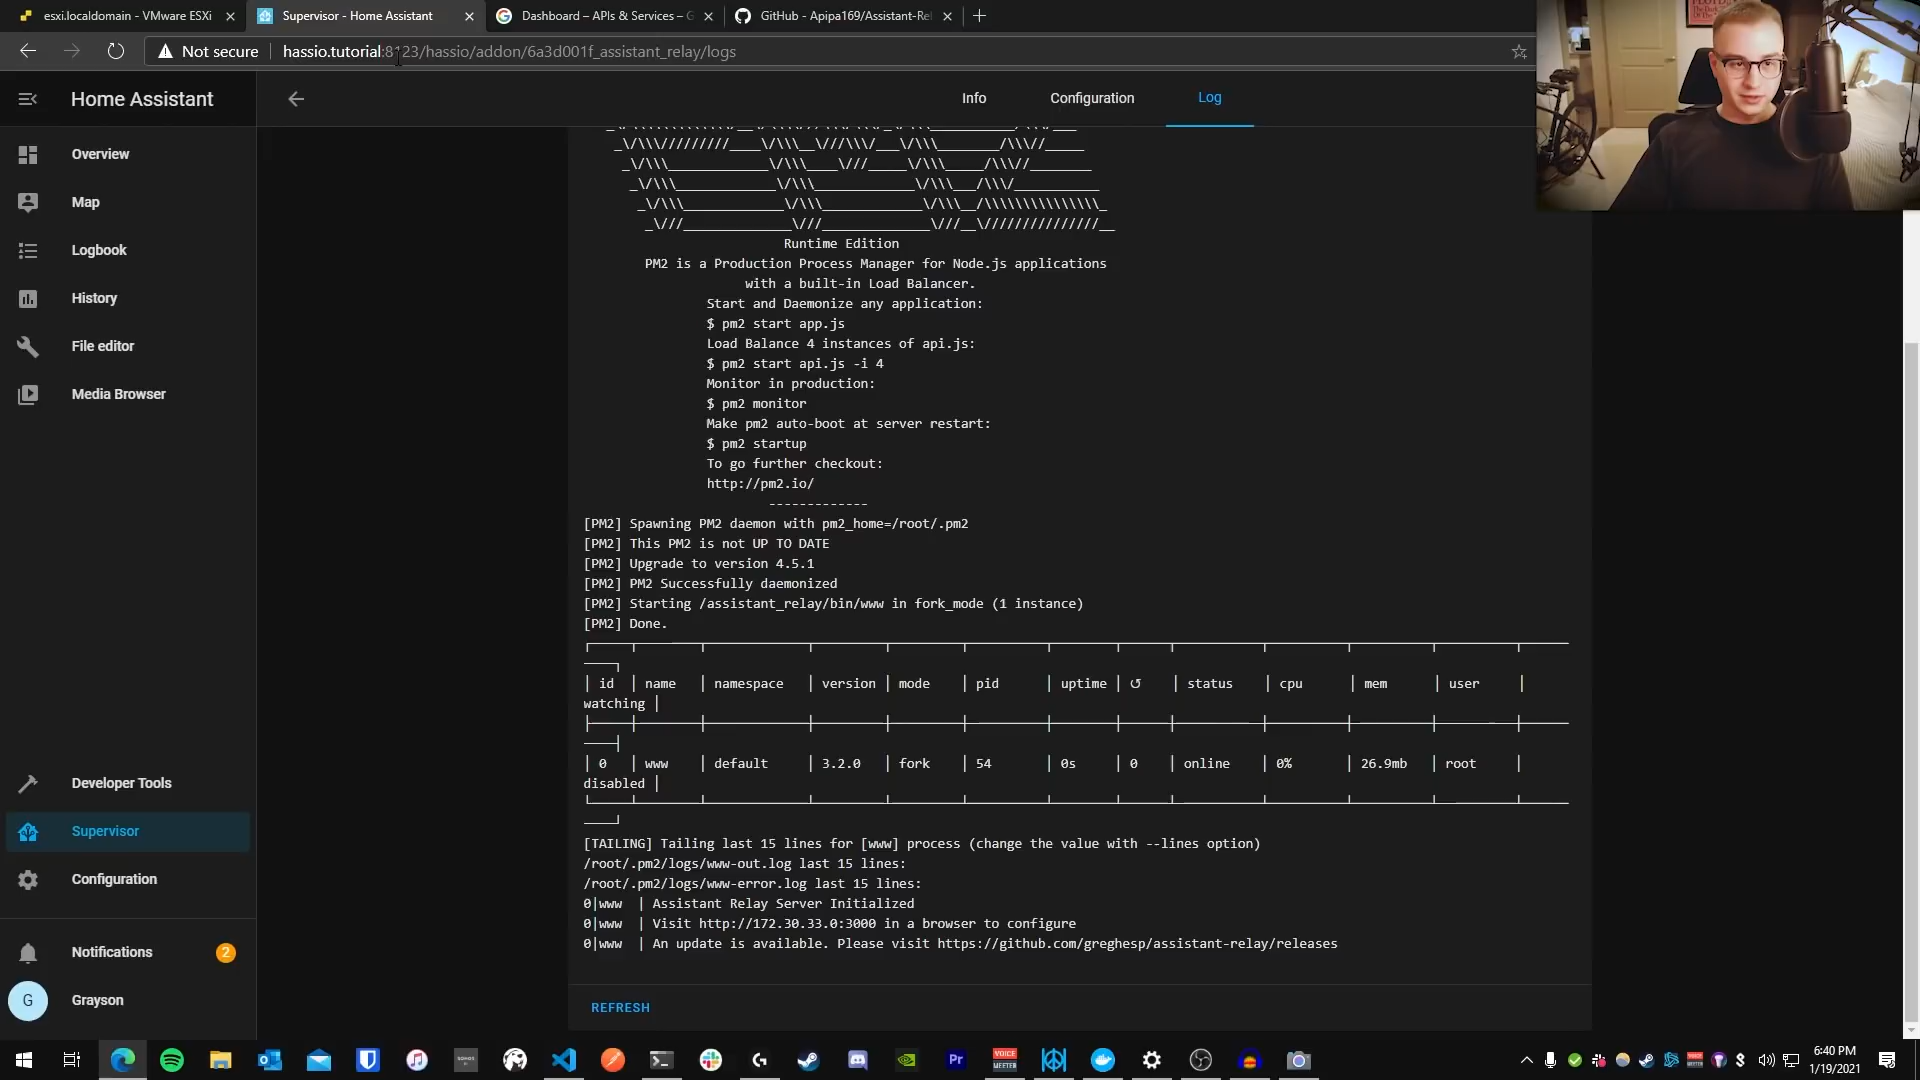 esxi.localdomain - VMware ESXi
Supervisor - Home Assistant
Dashboard – APIs & Services – G
GitHub - Apipa169/Assistant-Rel
Not secure
hassio.tutorial:8123/hassio/addon/6a3d001f_assistant_relay/logs
Home Assistant
Info
Configuration
Log
Overview
Map
Logbook
History
File editor
Media Browser
Developer Tools
Supervisor
Configuration
Notifications
2
G
Grayson
Runtime Edition
PM2 is a Production Process Manager for Node.js applications
with a built-in Load Balancer.
Start and Daemonize any application:
$ pm2 start app.js
Load Balance 4 instances of api.js:
$ pm2 start api.js -i 4
Monitor in production:
$ pm2 monitor
Make pm2 auto-boot at server restart:
$ pm2 startup
To go further checkout:
http://pm2.io/
-------------
[PM2] Spawning PM2 daemon with pm2_home=/root/.pm2
[PM2] This PM2 is not UP TO DATE
[PM2] Upgrade to version 4.5.1
[PM2] PM2 Successfully daemonized
[PM2] Starting /assistant_relay/bin/www in fork_mode (1 instance)
[PM2] Done.
│ id │ name │ namespace │ version │ mode │ pid │ uptime │ ↺ │ status │ cpu │ mem │ user │
watching │
│ 0 │ www │ default │ 3.2.0 │ fork │ 54 │ 0s │ 0 │ online │ 0% │ 26.9mb │ root │
disabled │
[TAILING] Tailing last 15 lines for [www] process (change the value with --lines option)
/root/.pm2/logs/www-out.log last 15 lines:
/root/.pm2/logs/www-error.log last 15 lines:
0|www | Assistant Relay Server Initialized
0|www | Visit http://172.30.33.0:3000 in a browser to configure
0|www | An update is available. Please visit https://github.com/greghesp/assistant-relay/releases
REFRESH
SONOS
Pr
VOICE
MEETER
6:40 PM
1/19/2021